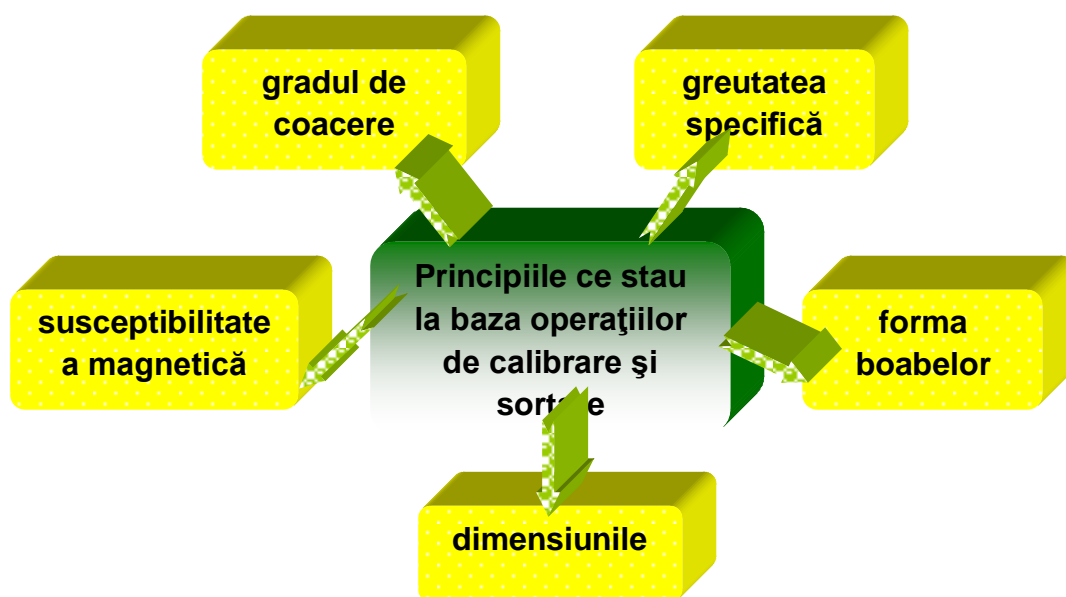 gradul de
coacere
greutatea
specifică
Principiile ce stau
la baza operaţiilor
de calibrare şi
susceptibilitate
a magnetică
forma
boabelor
dimensiunile